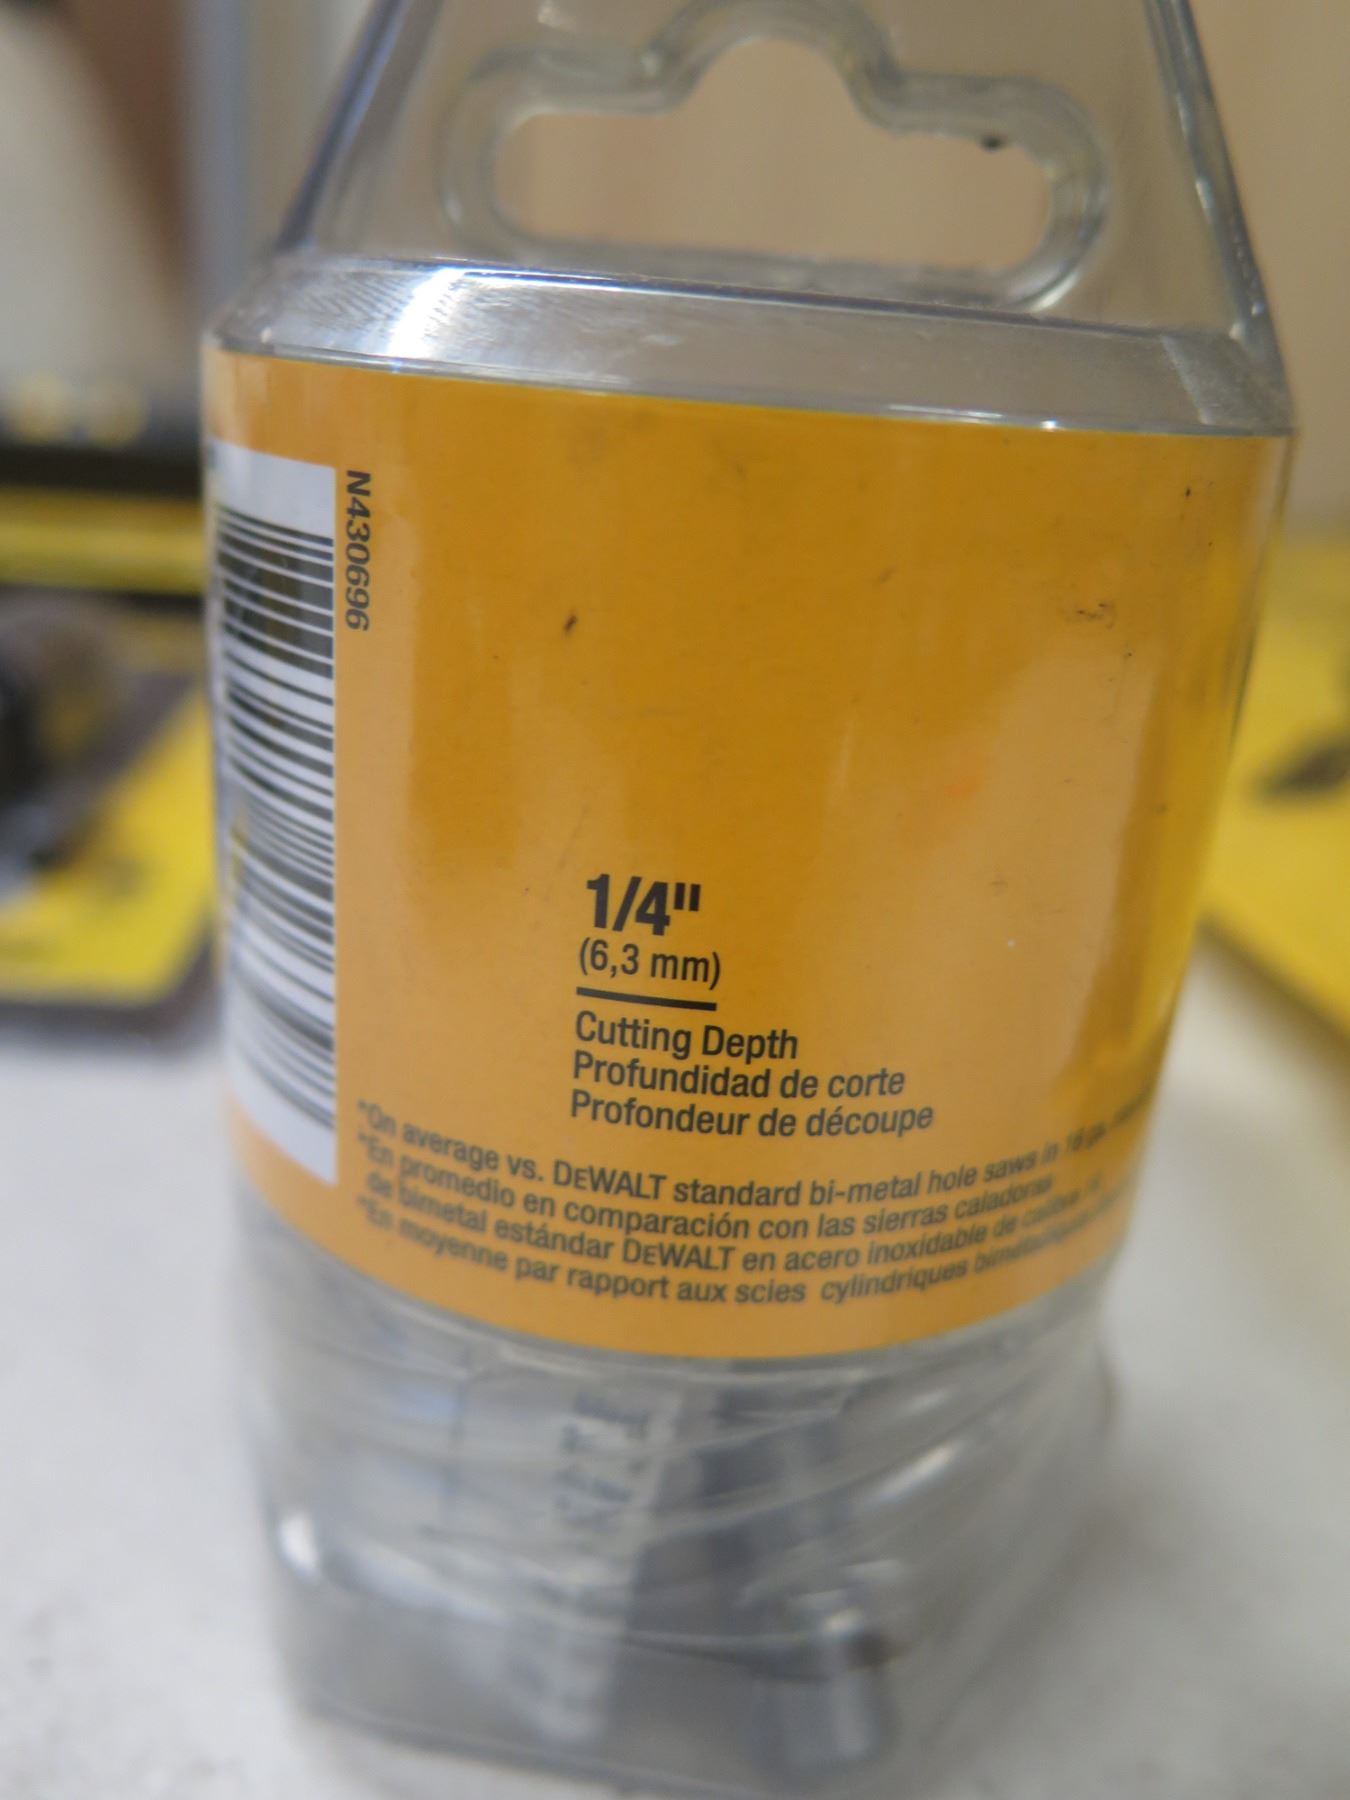 N430696
1/4"
(6,3 mm)
Cutting Depth
Profundidad de corte
Profondeur de découpe
*On average vs. DEWALT standard bi-metal hole saws in
*En promedio en comparación con las sierras caladoras
de bimetal estándar DEWALT en acero inoxidable de
*En moyenne par rapport aux scies cylindriques